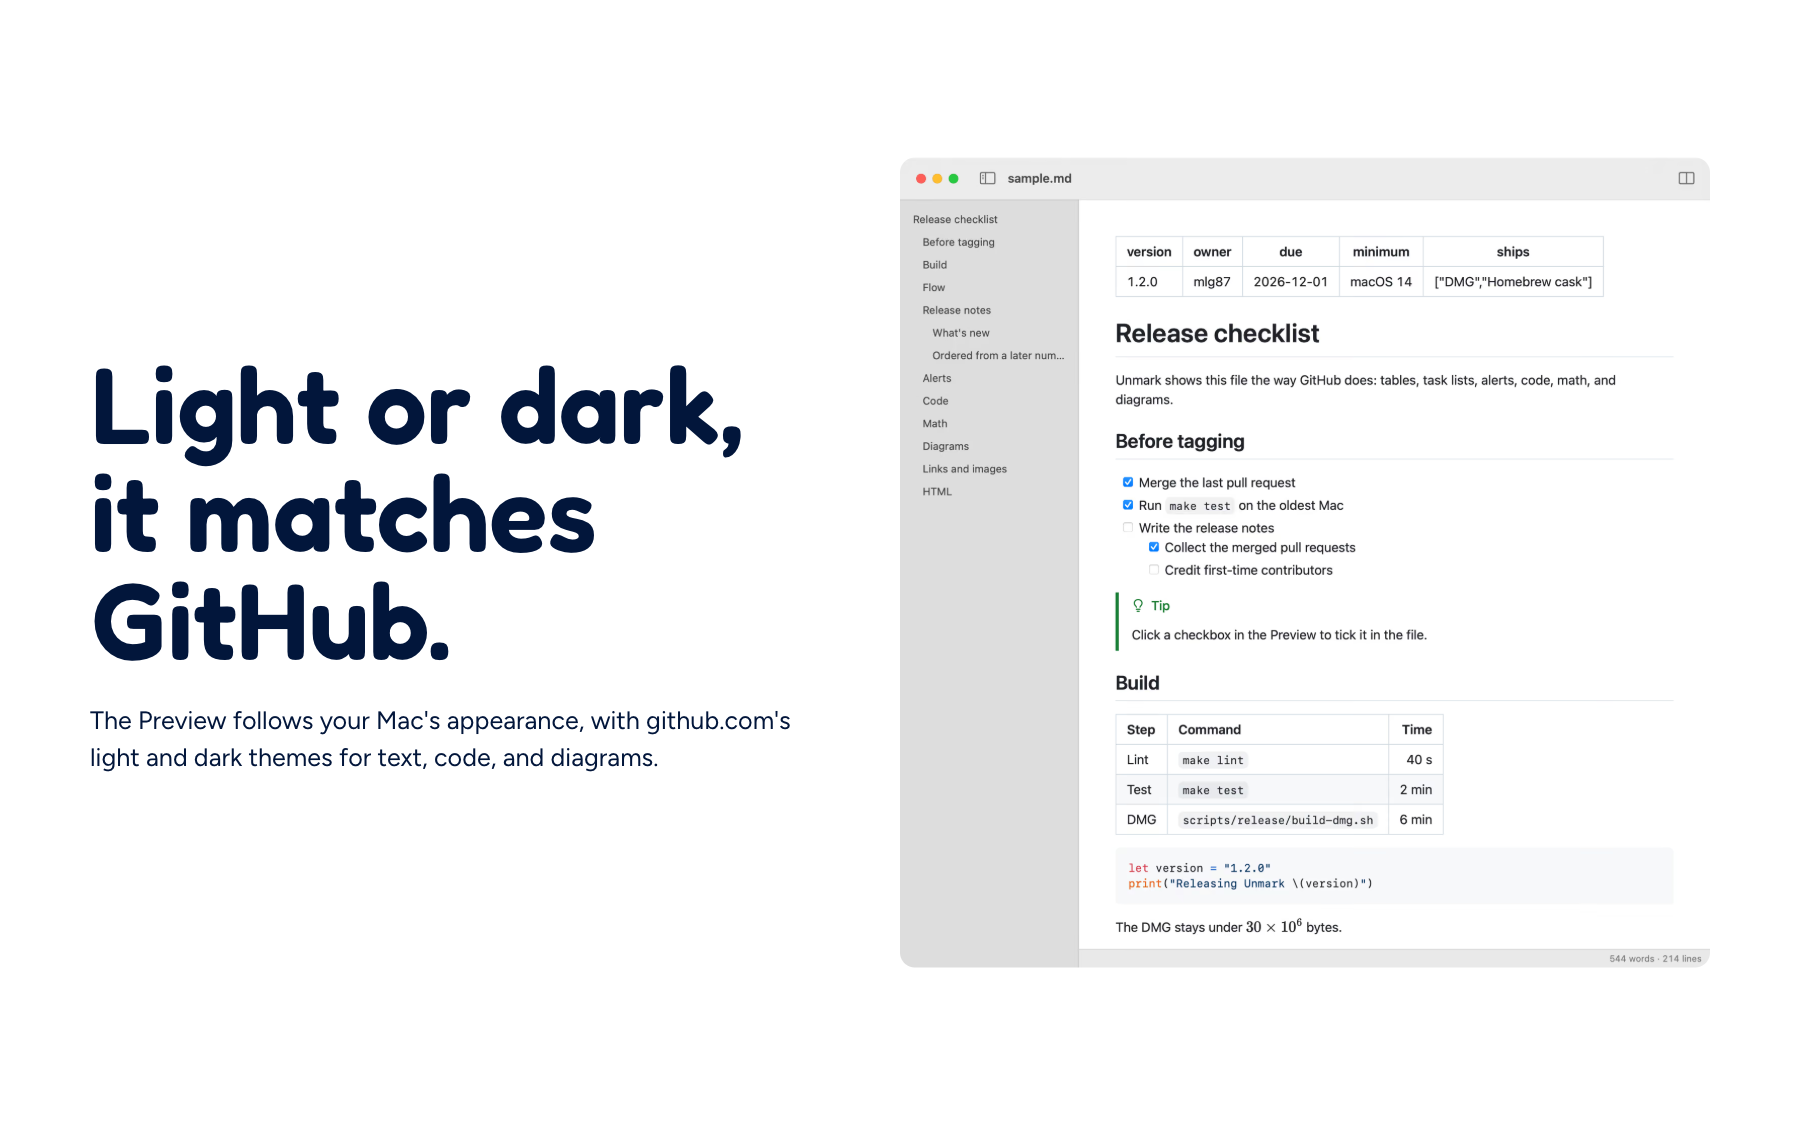 Light or dark,
it matches
GitHub.
The Preview follows your Mac's appearance, with github.com's
light and dark themes for text, code, and diagrams.
sample.md
Release checklist
Before tagging
Build
Flow
Release notes
What's new
Ordered from a later num...
Alerts
Code
Math
Diagrams
Links and images
HTML
version owner due minimum ships
1.2.0 mlg87 2026-12-01 macOS 14 ["DMG","Homebrew cask"]
Release checklist
Unmark shows this file the way GitHub does: tables, task lists, alerts, code, math, and
diagrams.
Before tagging
Merge the last pull request
Run make test on the oldest Mac
Write the release notes
Collect the merged pull requests
Credit first-time contributors
Tip
Click a checkbox in the Preview to tick it in the file.
Build
Step Command Time
Lint make lint 40 s
Test make test 2 min
DMG scripts/release/build-dmg.sh 6 min
let version = "1.2.0"
print("Releasing Unmark \(version)")
The DMG stays under 30 × 10⁶ bytes.
544 words · 214 lines